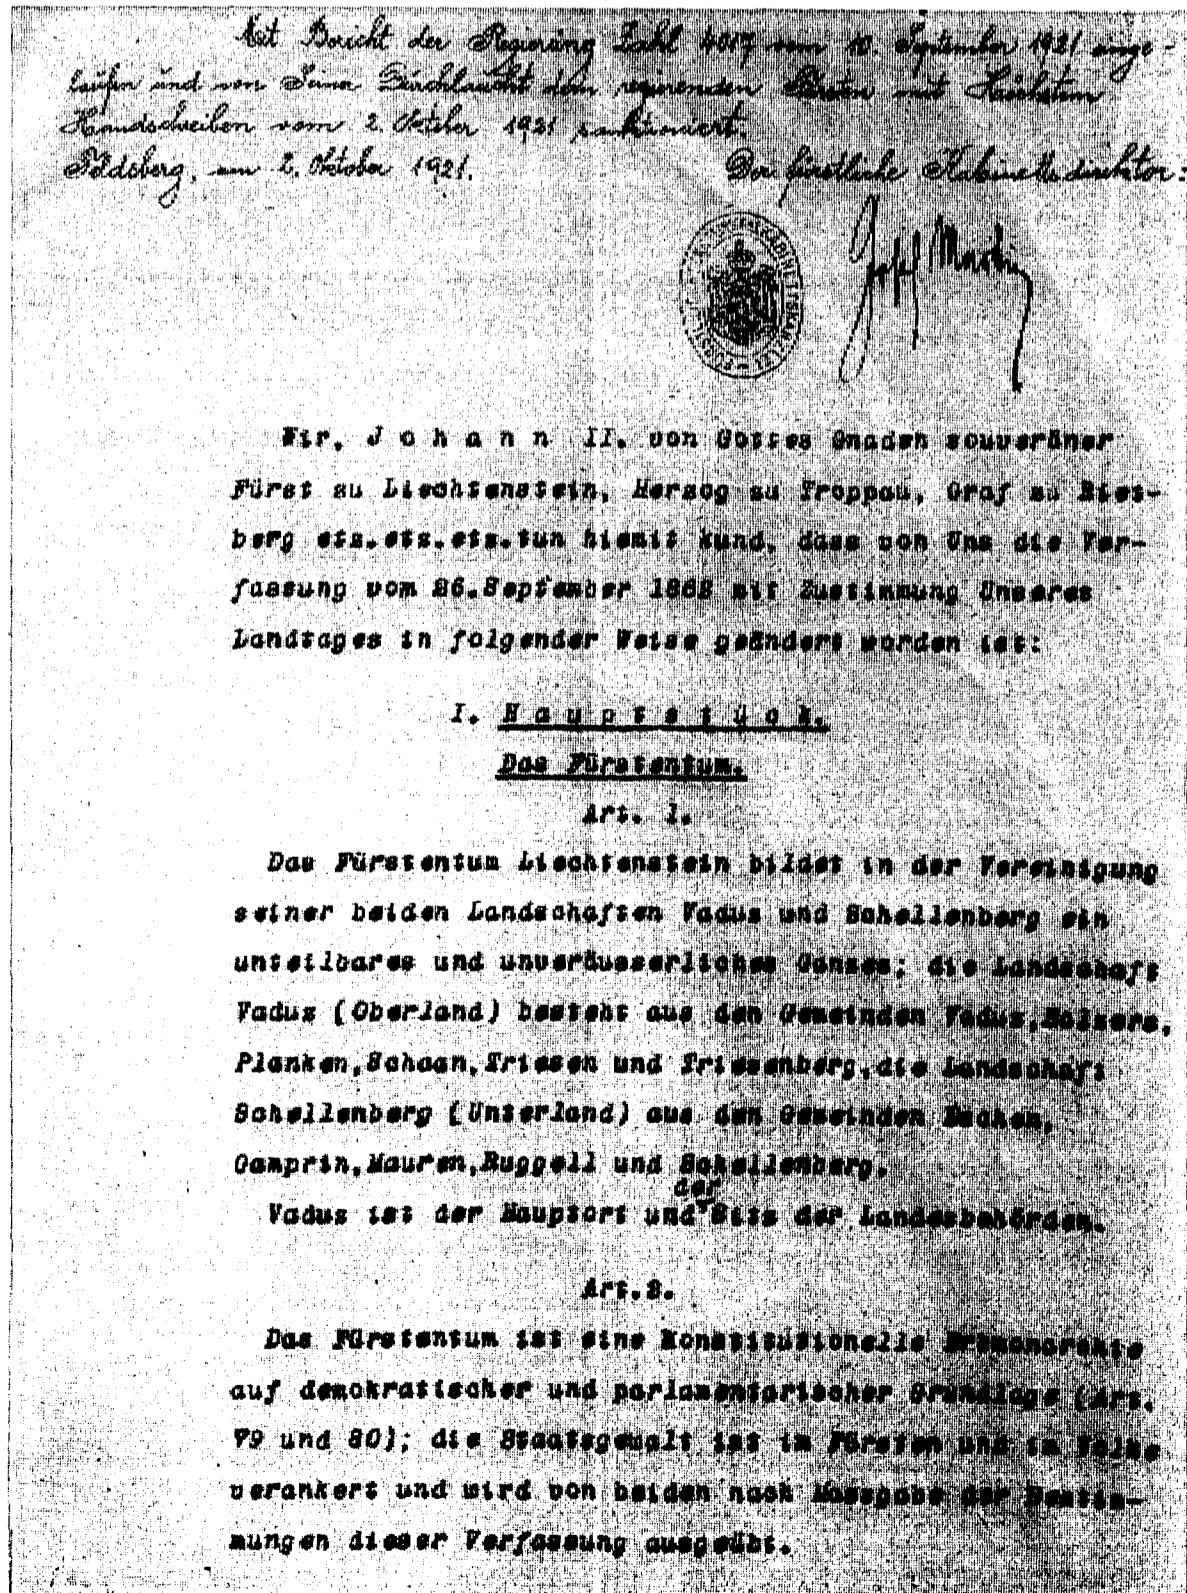 Mit Bericht der Regierung Zahl 4017 vom 10. September 1921 einge-
laufen und von Seiner Durchlaucht dem regierenden Fürsten mit Höchstem
Handschreiben vom 2. Oktober 1921 sanktioniert.
Feldsberg, am 2. Oktober 1921.
Der fürstliche Kabinettsdirektor:
Josef Martin
Wir, J o h a n n II. von Gottes Gnaden souveräner
Fürst zu Liechtenstein, Herzog zu Troppau, Graf zu Riet-
berg etz.etz.etz.tun hiemit kund, dass von Uns die Ver-
fassung vom 26.September 1862 mit Zustimmung Unseres
Landtages in folgender Weise geändert worden ist:
I. H a u p t s t ü c k.
Das Fürstentum.
Art. 1.
Das Fürstentum Liechtenstein bildet in der Vereinigung
seiner beiden Landschaften Vaduz und Schellenberg ein
unteilbares und unveräusserliches Ganzes; die Landschaft
Vaduz (Oberland) besteht aus den Gemeinden Vaduz,Balzers,
Planken,Schaan,Triesen und Triesenberg,die Landschaft
Schellenberg (Unterland) aus den Gemeinden Eschen,
Gamprin,Mauren,Ruggell und Schellenberg.
der
Vaduz ist der Hauptort und Sitz der Landesbehörden.
Art.2.
Das Fürstentum ist eine konstitutionelle Erbmonarchie
auf demokratischer und parlamentarischer Grundlage (Art.
79 und 80); die Staatsgewalt ist im Fürsten und im Volke
verankert und wird von beiden nach Massgabe der Bestim-
mungen dieser Verfassung ausgeübt.